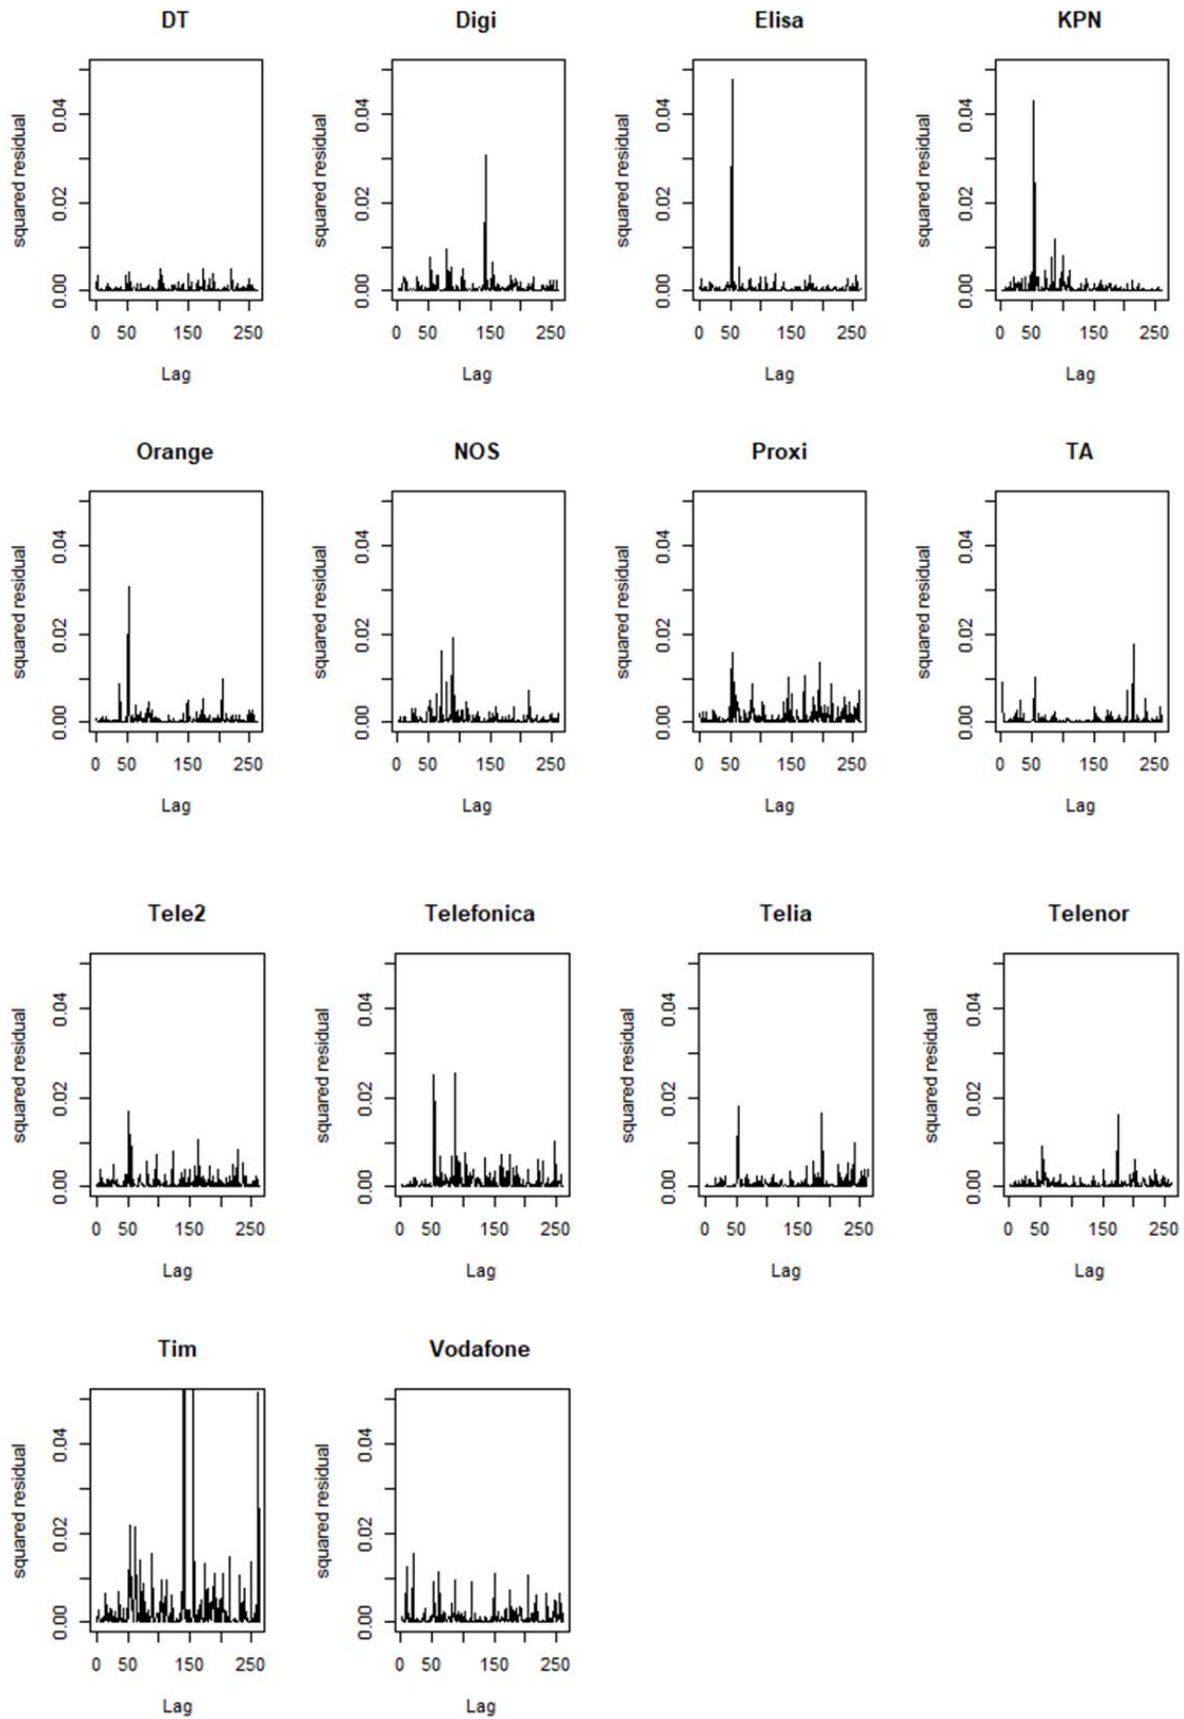 DT Digi Elisa KPN
squared residual squared residual squared residual squared residual
0.04 0.04 0.04 0.04
0.02 0.02 0.02 0.02
0.00 0.00 0.00 0.00
0 50 150 250 0 50 150 250 0 50 150 250 0 50 150 250
Lag Lag Lag Lag
Orange NOS Proxi TA
squared residual squared residual squared residual squared residual
0.04 0.04 0.04 0.04
0.02 0.02 0.02 0.02
0.00 0.00 0.00 0.00
0 50 150 250 0 50 150 250 0 50 150 250 0 50 150 250
Lag Lag Lag Lag
Tele2 Telefonica Telia Telenor
squared residual squared residual squared residual squared residual
0.04 0.04 0.04 0.04
0.02 0.02 0.02 0.02
0.00 0.00 0.00 0.00
0 50 150 250 0 50 150 250 0 50 150 250 0 50 150 250
Lag Lag Lag Lag
Tim Vodafone
squared residual squared residual
0.04 0.04
0.02 0.02
0.00 0.00
0 50 150 250 0 50 150 250
Lag Lag